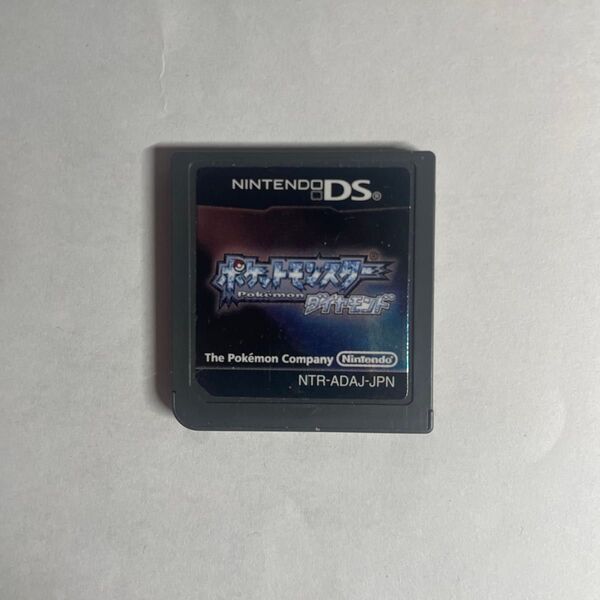 NINTENDO DS®
ポケットモンスター®
Pokémon
ダイヤモンド
The Pokémon Company Nintendo
NTR-ADAJ-JPN